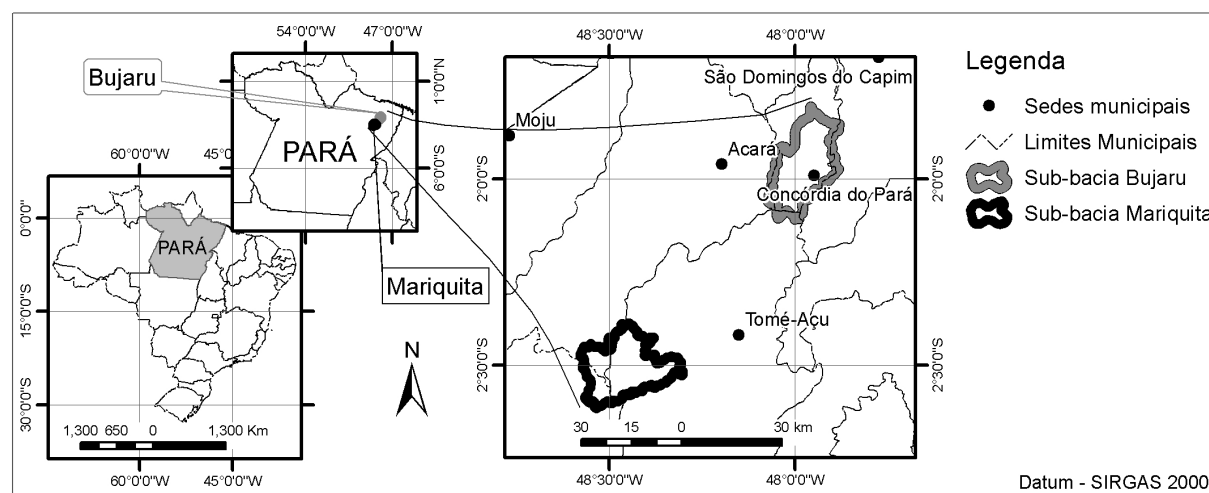 54°0'0"W
47°0'0"W
Bujaru
1°0'0"N
PARÁ
6°0'0"S
60°0'0"W
45°0'0"W
0°0'0"
PARÁ
Mariquita
15°0'0"S
30°0'0"S
N
1,300 650 0 1,300 Km
60°0'0"W
45°0'0"W
48°30'0"W
48°0'0"W
São Domingos do Capim
Moju
Acará
2°0'0"S
2°0'0"S
Concórdia do Pará
Tomé-Açu
2°30'0"S
2°30'0"S
30 15 0 30 km
48°30'0"W
48°0'0"W
Legenda
Sedes municipais
Limites Municipais
Sub-bacia Bujaru
Sub-bacia Mariquita
Datum - SIRGAS 2000